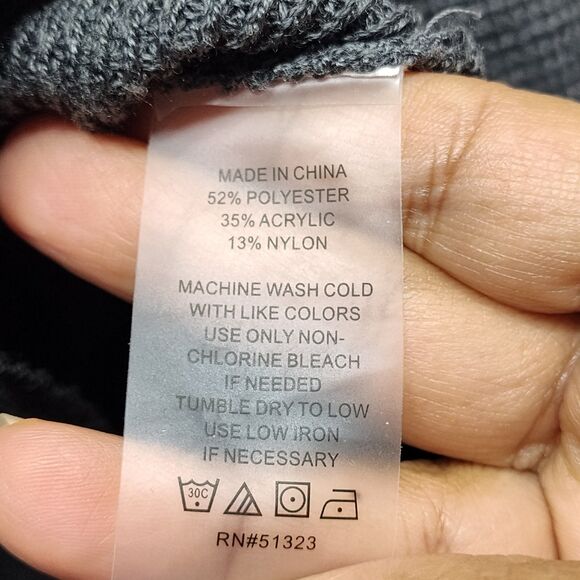 MADE IN CHINA
52% POLYESTER
35% ACRYLIC
13% NYLON
MACHINE WASH COLD
WITH LIKE COLORS
USE ONLY NON-
CHLORINE BLEACH
IF NEEDED
TUMBLE DRY TO LOW
USE LOW IRON
IF NECESSARY
30C
RN#51323